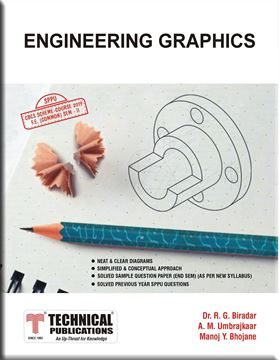 ENGINEERING GRAPHICS
SPPU
CBCS SCHEME-COURSE 2019
F.E. (COMMON) SEM - II
• NEAT & CLEAR DIAGRAMS
• SIMPLIFIED & CONCEPTUAL APPROACH
• SOLVED SAMPLE QUESTION PAPER (END SEM) (AS PER NEW SYLLABUS)
• SOLVED PREVIOUS YEAR SPPU QUESTIONS
Dr. R. G. Biradar
A. M. Umbrajkaar
Manoj Y. Bhojane
TECHNICAL
PUBLICATIONS
SINCE 1993
An Up-Thrust for Knowledge